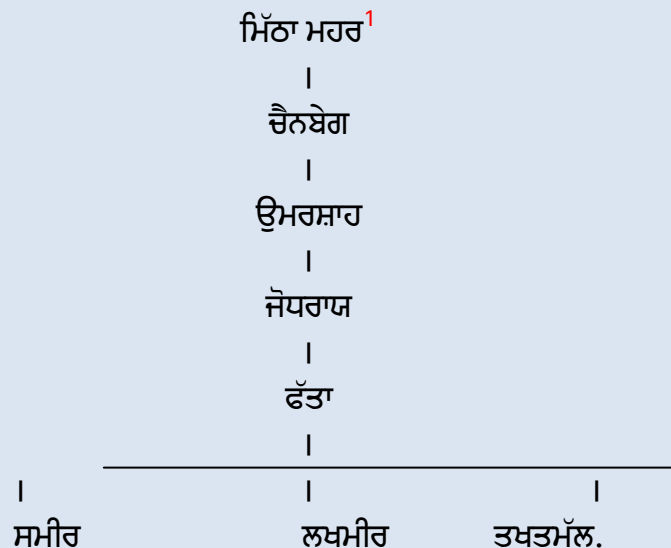 ਮਿੱਠਾ ਮਹਰ1
।
ਚੈਨਬੇਗ
।
ਉਮਰਸ਼ਾਹ
।
ਜੋਧਰਾਯ
।
ਫੱਤਾ
।
। । ।
ਸਮੀਰ ਲਖਮੀਰ ਤਖਤਮੱਲ.